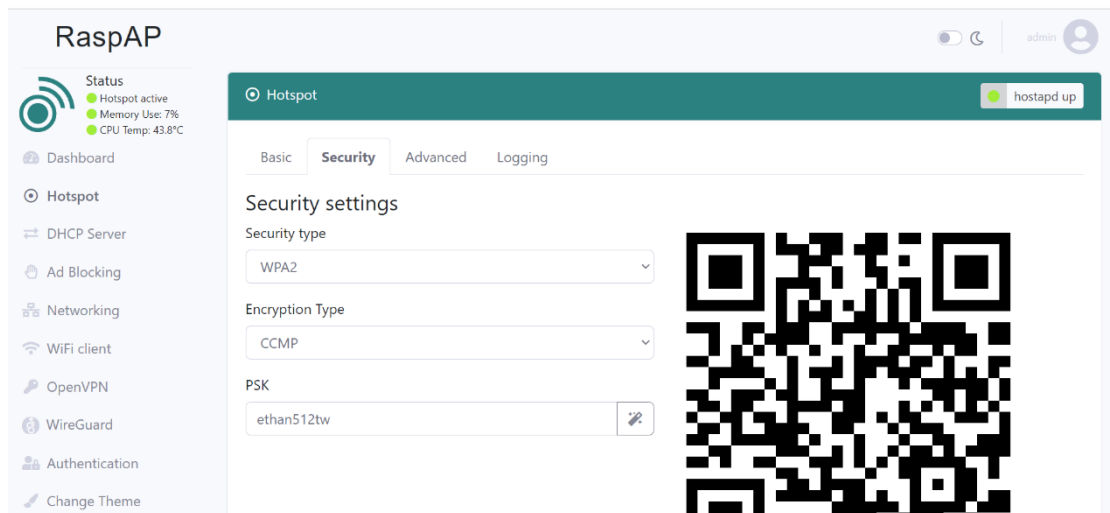 RaspAP
admin
Status
Hotspot active
Memory Use: 7%
CPU Temp: 43.8°C
Dashboard
Hotspot
DHCP Server
Ad Blocking
Networking
WiFi client
OpenVPN
WireGuard
Authentication
Change Theme
Hotspot
hostapd up
Basic Security Advanced Logging
Security settings
Security type
WPA2
Encryption Type
CCMP
PSK
ethan512tw